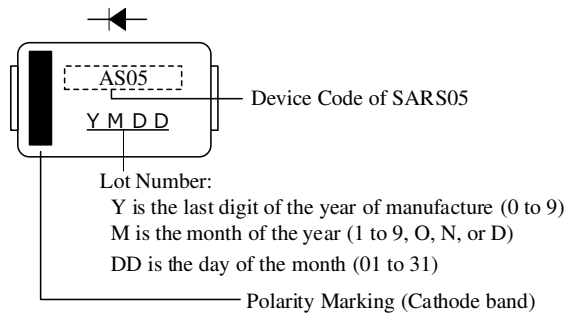 AS05
Device Code of SARS05
Y M D D
Lot Number:
Y is the last digit of the year of manufacture (0 to 9)
M is the month of the year (1 to 9, O, N, or D)
DD is the day of the month (01 to 31)
Polarity Marking (Cathode band)